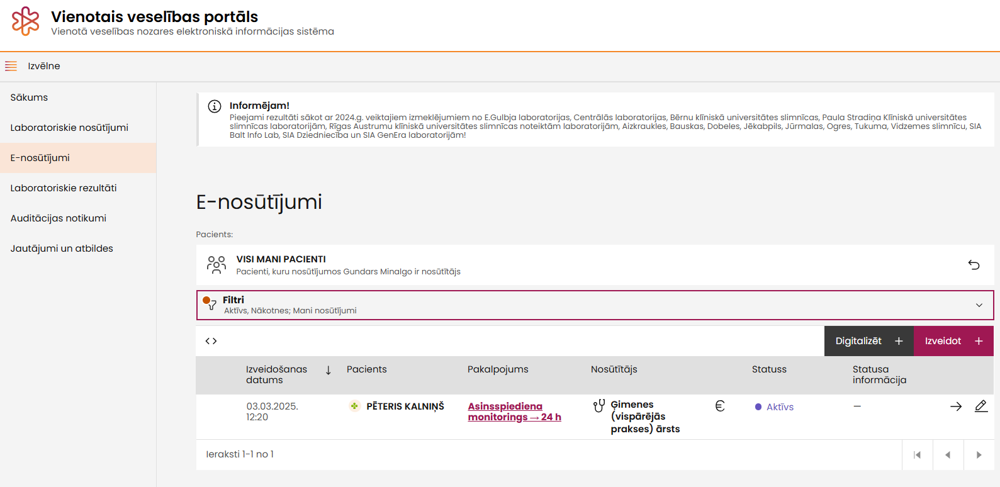 Vienotais veselības portāls
Vienotā veselības nozares elektroniskā informācijas sistēma
Izvēlne
Sākums
Laboratoriskie nosūtījumi
E-nosūtījumi
Laboratoriskie rezultāti
Auditācijas notikumi
Jautājumi un atbildes
Informējam!
Pieejami rezultāti sākot ar 2024.g. veiktajiem izmeklējumiem no E.Gulbja laboratorijas, Centrālās laboratorijas, Bērnu klīniskā universitātes slimnīcas, Paula Stradiņa Klīniskā universitātes
slimnīcas laboratorijām, Rīgas Austrumu klīniskā universitātes slimnīcas noteiktām laboratorijām, Aizkraukles, Bauskas, Dobeles, Jēkabpils, Jūrmalas, Ogres, Tukuma, Vidzemes slimnīcu, SIA
Balt Info Lab, SIA Dziedniecība un SIA GenEra laboratorijām!
E-nosūtījumi
Pacients:
VISI MANI PACIENTI
Pacienti, kuru nosūtījumos Gundars Minalgo ir nosūtītājs
Filtri
Aktīvs, Nākotnes; Mani nosūtījumi
Digitalizēt +
Izveidot +
Izveidošanas datums ↓
Pacients
Pakalpojums
Nosūtītājs
Statuss
Statusa informācija
03.03.2025.
12:20
PĒTERIS KALNIŅŠ
Asinsspiediena
monitorings → 24 h
Ģimenes
(vispārējās
prakses) ārsts
€
Aktīvs
—
Ieraksti 1-1 no 1